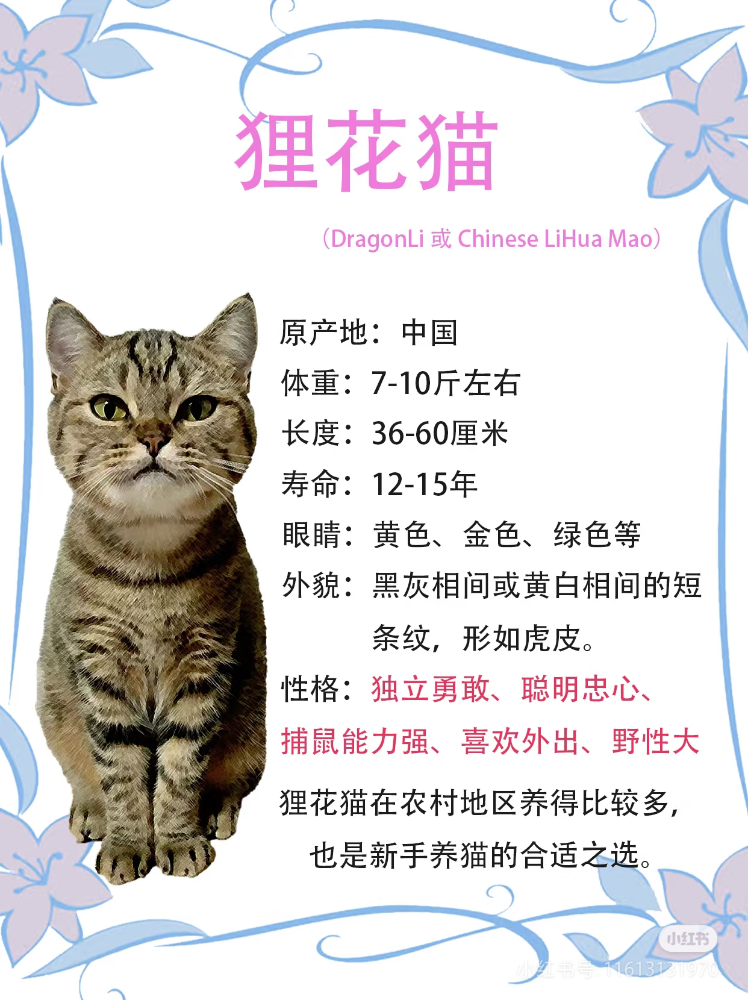 狸花猫
（DragonLi 或 Chinese LiHua Mao）
原产地：中国
体重：7-10斤左右
长度：36-60厘米
寿命：12-15年
眼睛：黄色、金色、绿色等
外貌：黑灰相间或黄白相间的短
条纹，形如虎皮。
性格：独立勇敢、聪明忠心、
捕鼠能力强、喜欢外出、野性大
狸花猫在农村地区养得比较多，
也是新手养猫的合适之选。
小红书
小红书号: 11613131970